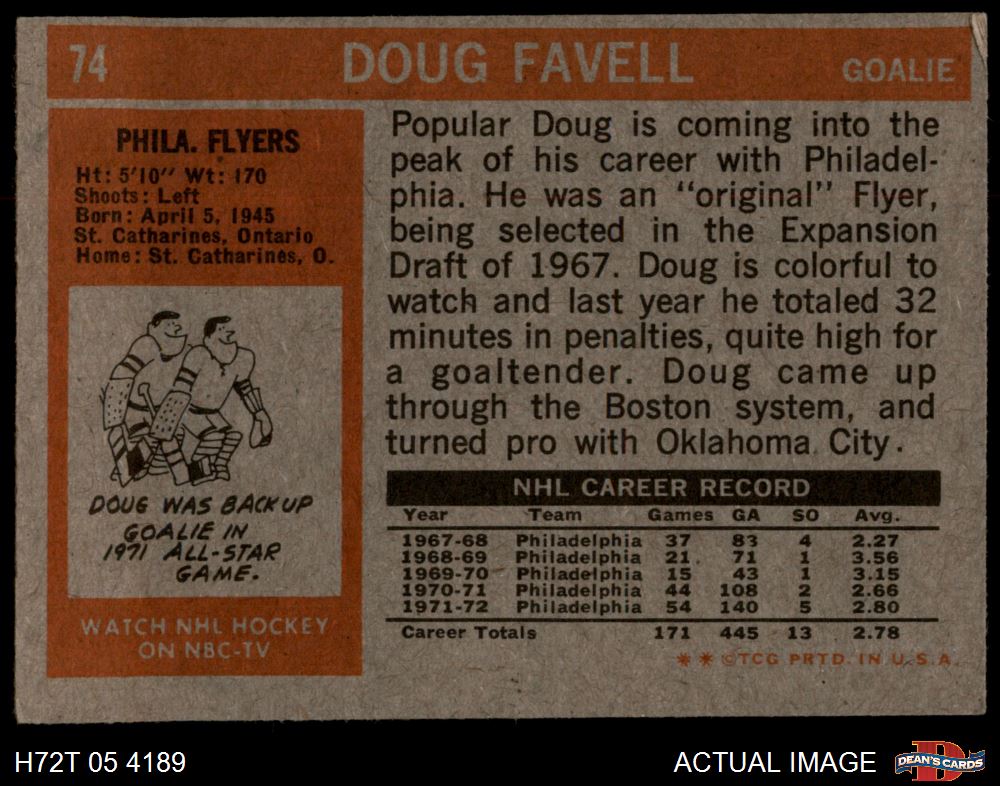 74 DOUG FAVELL GOALIE
PHILA. FLYERS
Ht: 5'10" Wt: 170
Shoots: Left
Born: April 5, 1945
St. Catharines, Ontario
Home: St. Catharines, O.
DOUG WAS BACKUP
GOALIE IN
1971 ALL-STAR
GAME.
WATCH NHL HOCKEY
ON NBC-TV
Popular Doug is coming into the
peak of his career with Philadel-
phia. He was an "original" Flyer,
being selected in the Expansion
Draft of 1967. Doug is colorful to
watch and last year he totaled 32
minutes in penalties, quite high for
a goaltender. Doug came up
through the Boston system, and
turned pro with Oklahoma City.
NHL CAREER RECORD
Year Team Games GA SO Avg.
1967-68 Philadelphia 37 83 4 2.27
1968-69 Philadelphia 21 71 1 3.56
1969-70 Philadelphia 15 43 1 3.15
1970-71 Philadelphia 44 108 2 2.66
1971-72 Philadelphia 54 140 5 2.80
Career Totals 171 445 13 2.78
** ©TCG PRTD. IN U.S.A.
H72T 05 4189 ACTUAL IMAGE DEAN'S CARDS